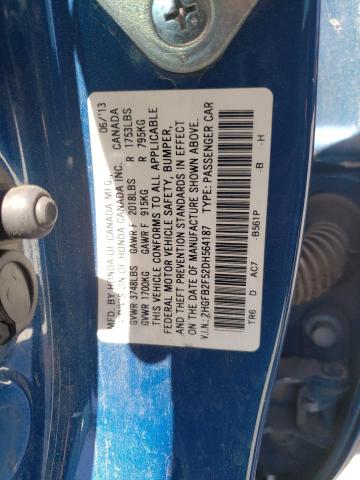 MFD. BY HONDA OF CANADA MFG., 06/'13
A DIVISION OF HONDA CANADA INC. CANADA
GVWR 3748LBS GAWR F 2018LBS R 1753LBS
GVWR 1700KG GAWR F 915KG R 795KG
THIS VEHICLE CONFORMS TO ALL APPLICABLE
FEDERAL MOTOR VEHICLE SAFETY, BUMPER,
AND THEFT PREVENTION STANDARDS IN EFFECT
ON THE DATE OF MANUFACTURE SHOWN ABOVE.
V.I.N.: 2HGFB2F52DH564187 TYPE: PASSENGER CAR
TR6 D AC7 B561P -B -H